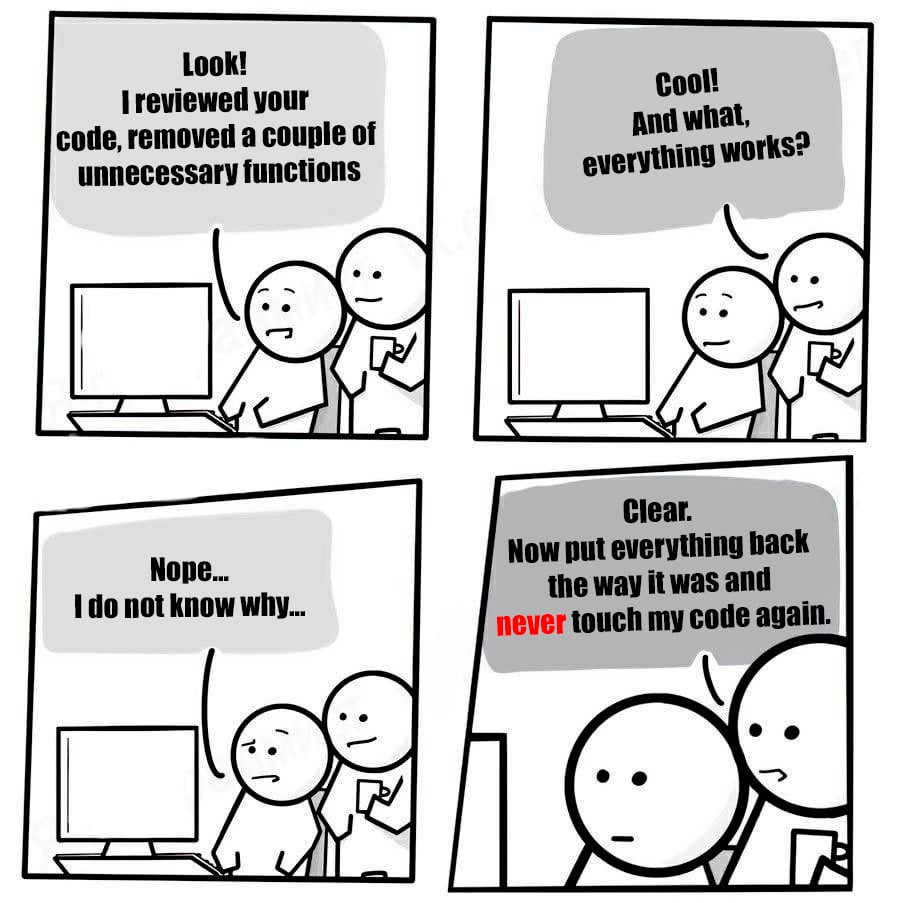 Look!
I reviewed your
code, removed a couple of
unnecessary functions
Cool!
And what,
everything works?
Nope...
I do not know why...
Clear.
Now put everything back
the way it was and
never touch my code again.